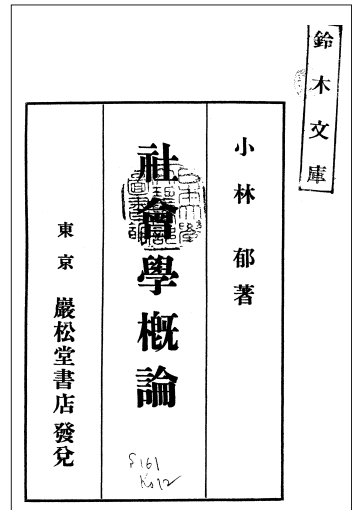 鈴木文庫
小林 郁著
社會學概論
東京 巖松堂書店發兌
S161
Ko12